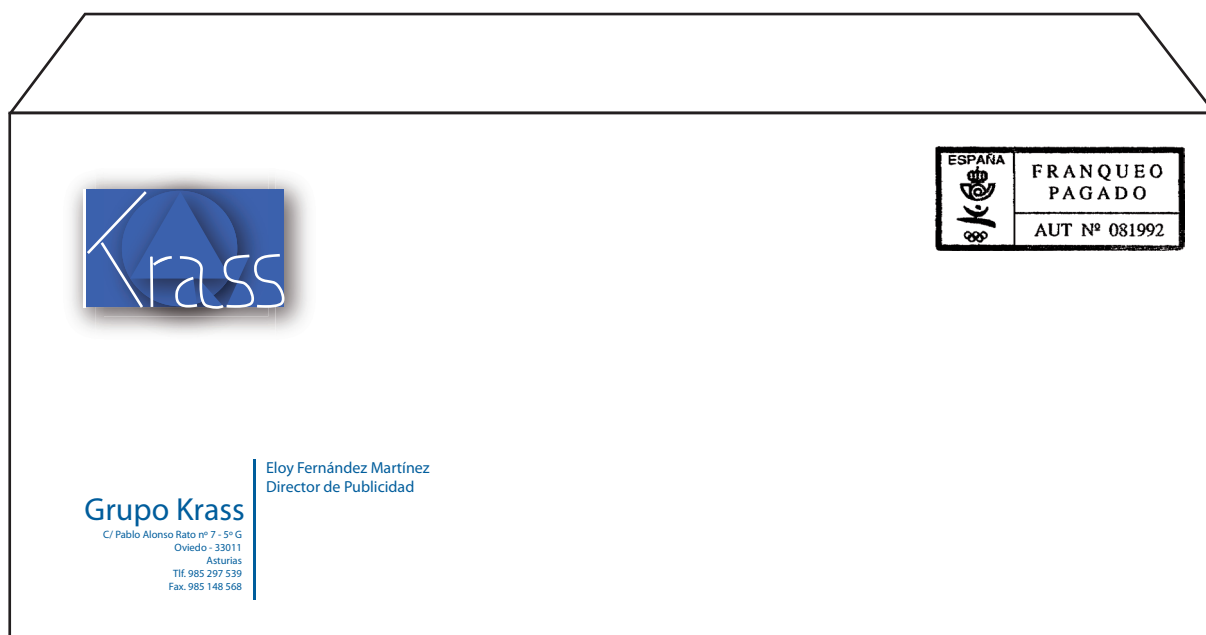 Krass
ESPAÑA
FRANQUEO
PAGADO
AUT Nº 081992
Eloy Fernández Martínez
Director de Publicidad
Grupo Krass
C/ Pablo Alonso Rato nº 7 - 5º G
Oviedo - 33011
Asturias
Tlf. 985 297 539
Fax. 985 148 568